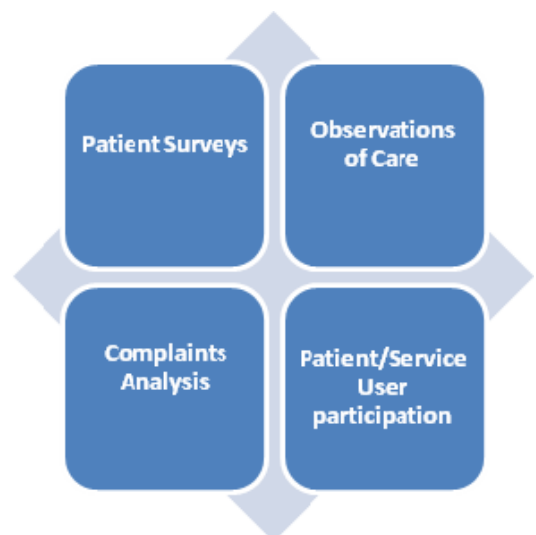 Patient Surveys
Observations
of Care
Complaints
Analysis
Patient/Service
User
participation